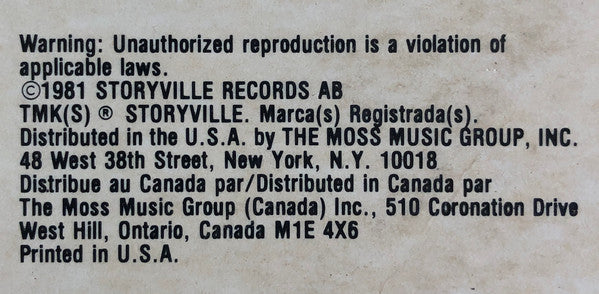 Warning: Unauthorized reproduction is a violation of
applicable laws.
©1981 STORYVILLE RECORDS AB
TMK(S) ® STORYVILLE. Marca(s) Registrada(s).
Distributed in the U.S.A. by THE MOSS MUSIC GROUP, INC.
48 West 38th Street, New York, N.Y. 10018
Distribue au Canada par/Distributed in Canada par
The Moss Music Group (Canada) Inc., 510 Coronation Drive
West Hill, Ontario, Canada M1E 4X6
Printed in U.S.A.